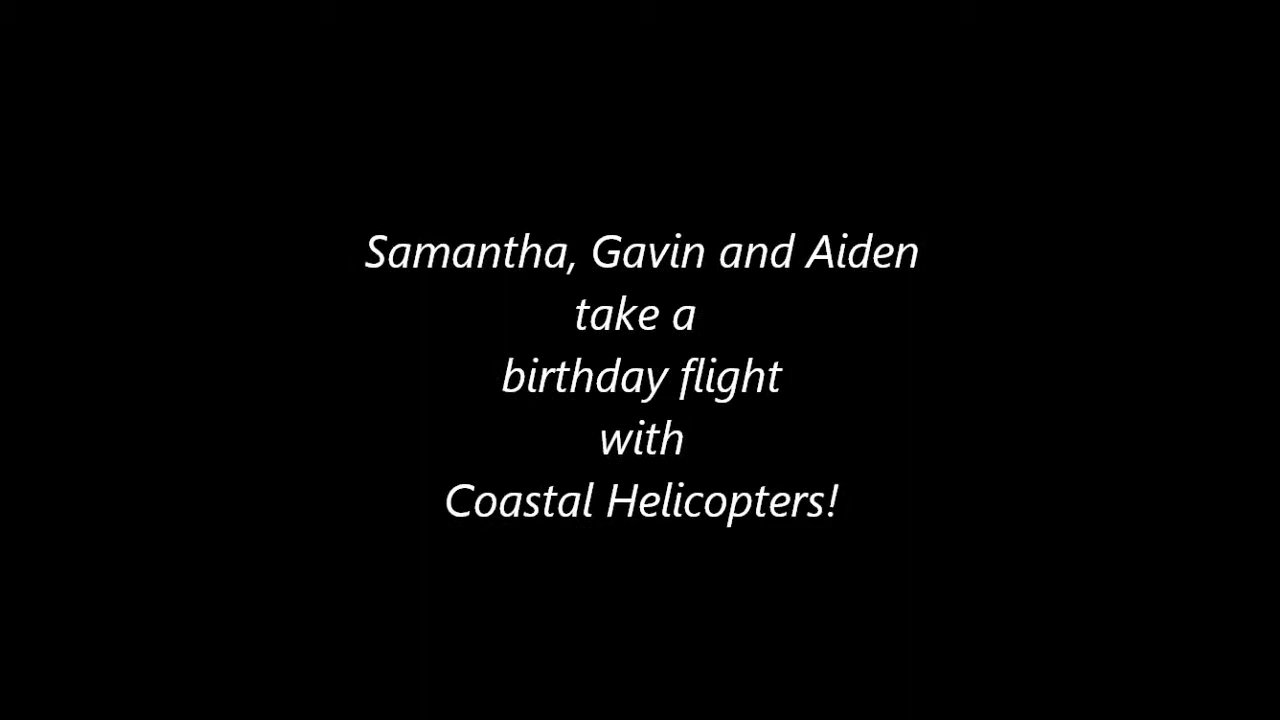 Samantha, Gavin and Aiden
take a
birthday flight
with
Coastal Helicopters!